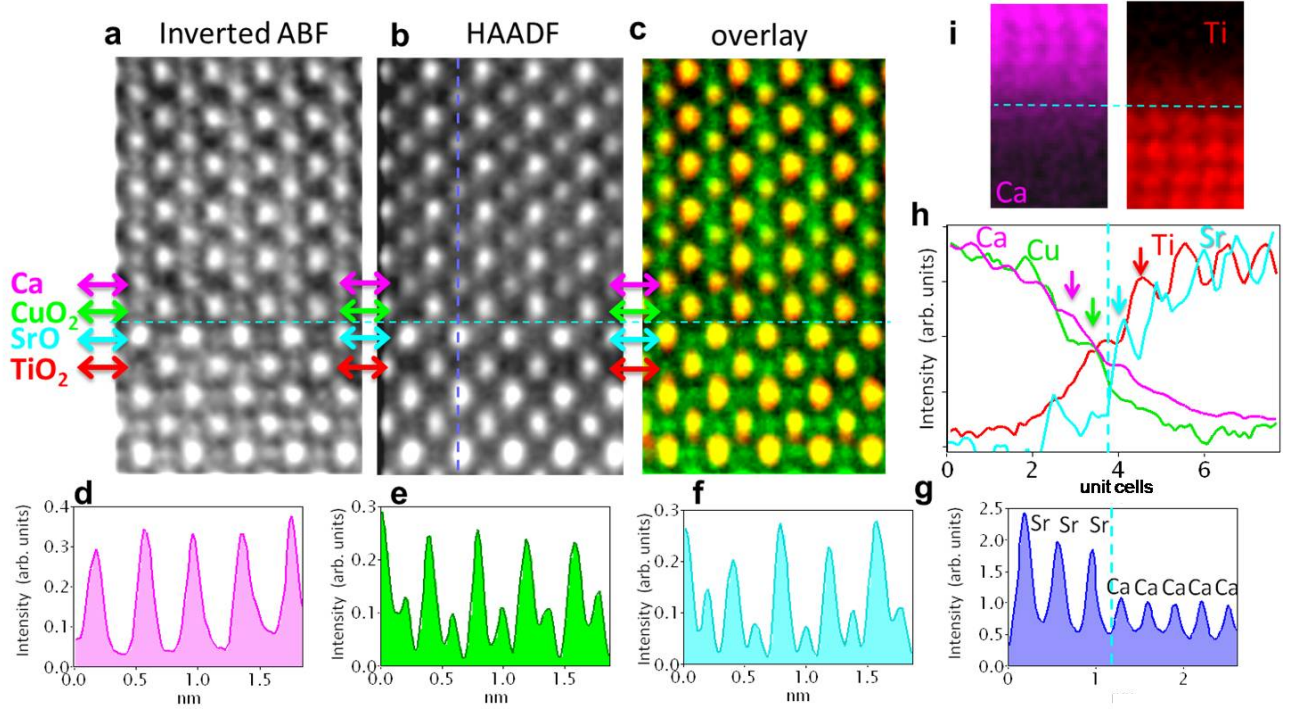 a Inverted ABF b HAADF c overlay
i Ti
Ca
Ca
CuO₂
SrO
TiO₂
h
Ca Cu Ti Sr
Intensity (arb. units)
0 2 4 6
unit cells
d
Intensity (arb. units)
0.4
0.3
0.2
0.1
0.0
0.0 0.5 1.0 1.5
nm
e
Intensity (arb. units)
0.3
0.2
0.1
0.0
0.0 0.5 1.0 1.5
nm
f
Intensity (arb. units)
0.3
0.2
0.1
0.0
0.0 0.5 1.0 1.5
nm
g
Intensity (arb. units)
2.5
2.0
1.5
1.0
0.5
0.0
Sr Sr Sr
Ca Ca Ca Ca Ca
0 1 2